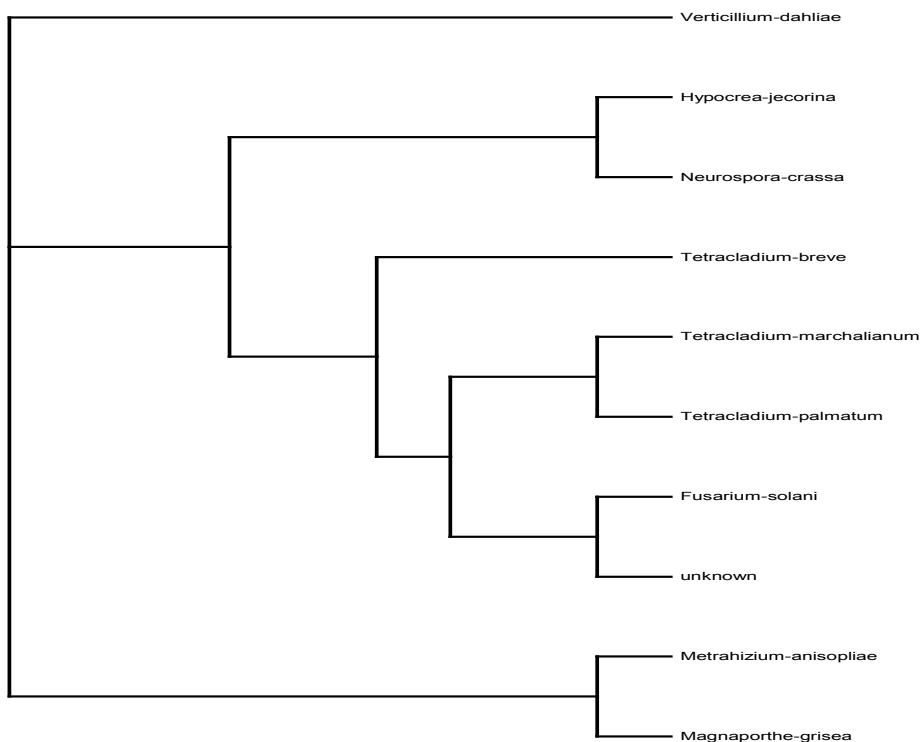 Verticillium-dahliae
Hypocrea-jecorina
Neurospora-crassa
Tetracladium-breve
Tetracladium-marchalianum
Tetracladium-palmatum
Fusarium-solani
unknown
Metrahizium-anisopliae
Magnaporthe-grisea